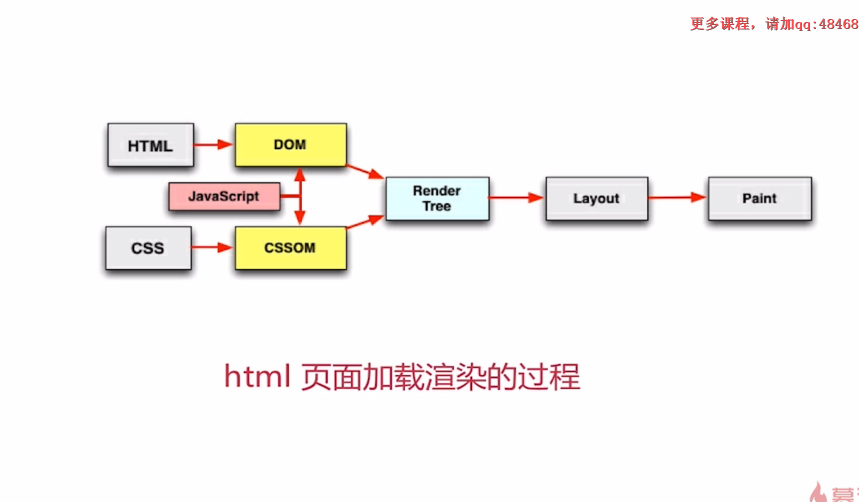 更多课程，请加qq:48468
HTML
DOM
JavaScript
Render
Tree
Layout
Paint
CSS
CSSOM
html 页面加载渲染的过程